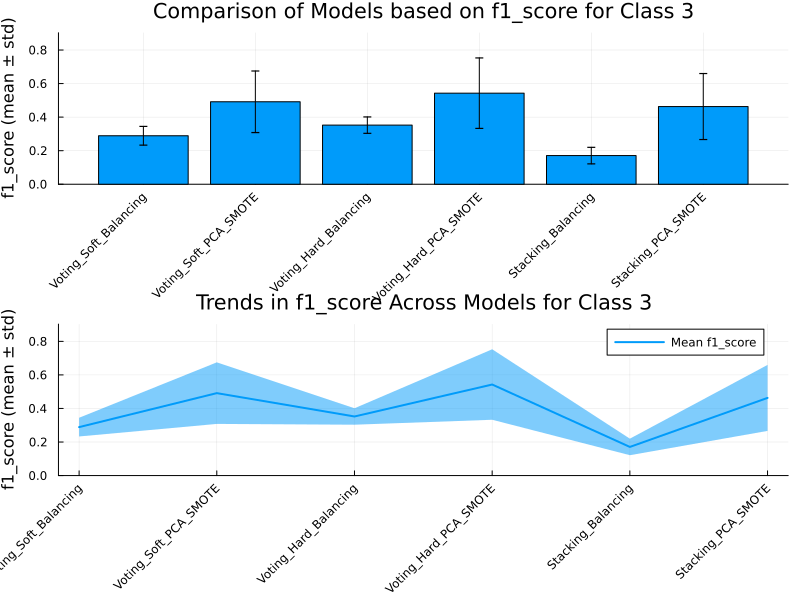 Comparison of Models based on f1_score for Class 3
f1_score (mean ± std)
0.8
0.6
0.4
0.2
0.0
Voting_Soft_Balancing
Voting_Soft_PCA_SMOTE
Voting_Hard_Balancing
Voting_Hard_PCA_SMOTE
Stacking_Balancing
Stacking_PCA_SMOTE
Trends in f1_score Across Models for Class 3
f1_score (mean ± std)
Mean f1_score
0.8
0.6
0.4
0.2
0.0
ing_Soft_Balancing
Voting_Soft_PCA_SMOTE
Voting_Hard_Balancing
Voting_Hard_PCA_SMOTE
Stacking_Balancing
Stacking_PCA_SMOTE